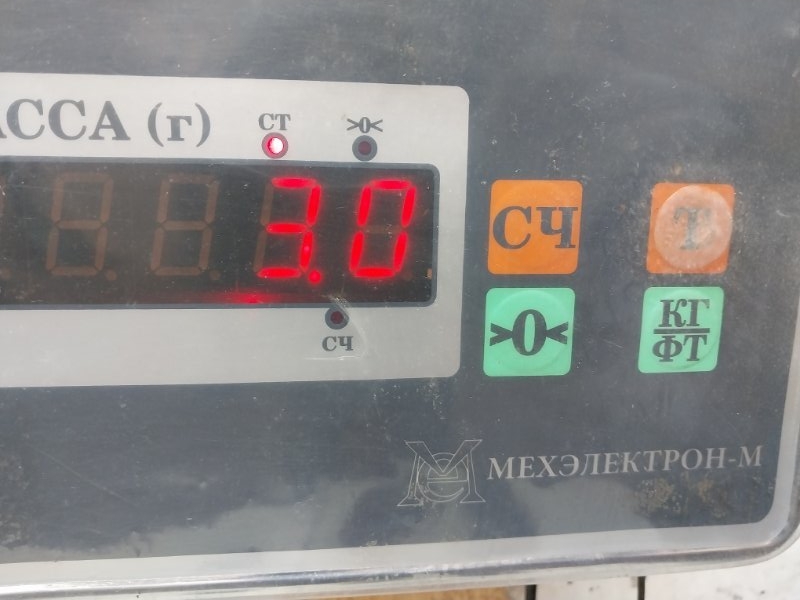 АССА (г)
СТ
>0<
3.0
СЧ
Т
>0<
КГ
ФТ
СЧ
МЕХЭЛЕКТРОН-М